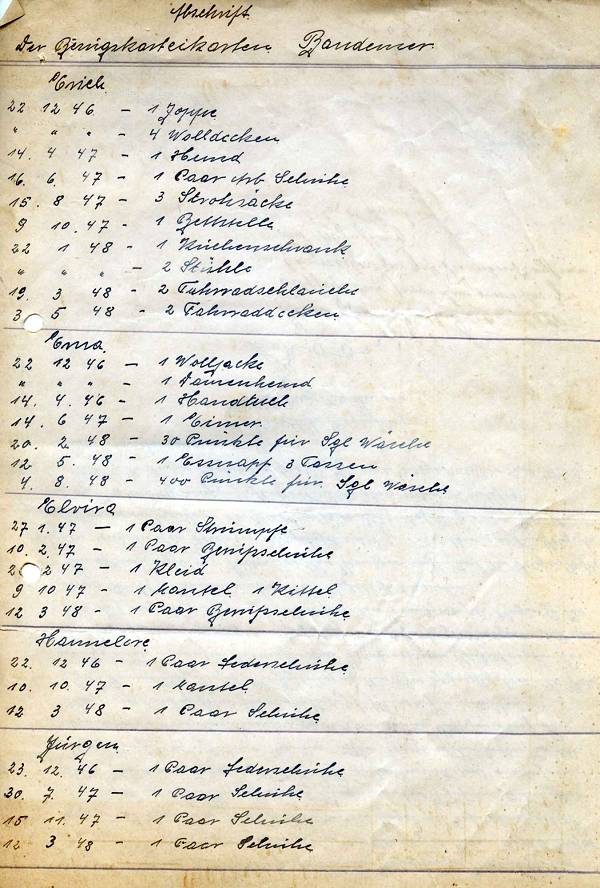 Abschrift
Der Bezugskarteikarten Bandemer
Erich
22 12 46 – 1 Joppe
" " " – 4 Wolldecken
14. 4 47 – 1 Hemd
16. 6. 47 – 1 Paar Arb Schuhe
15. 8 47 – 3 Strohsäcke
9 10. 47 – 1 Bettstelle
22 1 48 – 1 Küchenschrank
" " " – 2 Stühle
19. 3 48 – 2 Fahrradschläuche
3 5 48 – 2 Fahrraddecken
Erna
22 12 46 – 1 Wolljacke
" " " – 1 Damenhemd
14. 4. 46 – 1 Handtuch
14. 6 47 – 1 Eimer
20. 2. 48 – 30 Punkte für Sgl Wäsche
12 5. 48 – 1 Essnapf 3 Tassen
4. 8. 48 – 400 Punkte für Sgl Wäsche
Elvira
27 1. 47 – 1 Paar Strümpfe
10. 2. 47 – 1 Paar Schuhe
2 2 47 – 1 Kleid
9 10 47 – 1 Mantel 1 Kittel
12 3 48 – 1 Paar Schuhe
Hannelore
22. 12 46 – 1 Paar Lederschuhe
10. 10. 47 – 1 Mantel
12 3 48 – 1 Paar Schuhe
Jürgen
23. 12. 46 – 1 Paar Lederschuhe
30. 7. 47 – 1 Paar Schuhe
15 11. 47 – 1 Paar Schuhe
12 3 48 – 1 Paar Schuhe